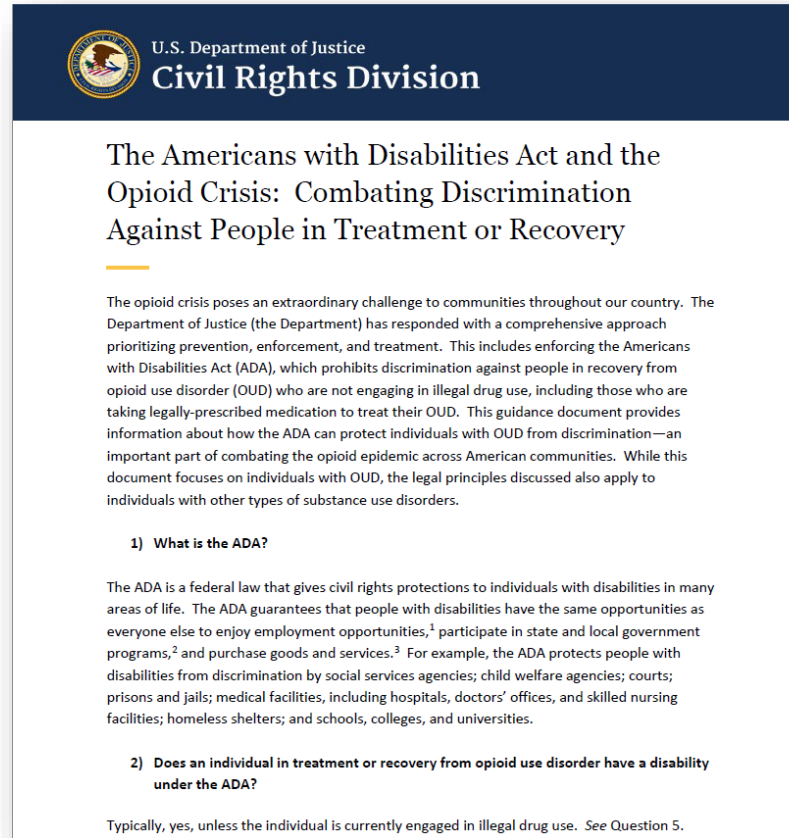 U.S. Department of Justice
Civil Rights Division
The Americans with Disabilities Act and the
Opioid Crisis:  Combating Discrimination
Against People in Treatment or Recovery
The opioid crisis poses an extraordinary challenge to communities throughout our country.  The
Department of Justice (the Department) has responded with a comprehensive approach
prioritizing prevention, enforcement, and treatment.  This includes enforcing the Americans
with Disabilities Act (ADA), which prohibits discrimination against people in recovery from
opioid use disorder (OUD) who are not engaging in illegal drug use, including those who are
taking legally-prescribed medication to treat their OUD.  This guidance document provides
information about how the ADA can protect individuals with OUD from discrimination—an
important part of combating the opioid epidemic across American communities.  While this
document focuses on individuals with OUD, the legal principles discussed also apply to
individuals with other types of substance use disorders.
1) What is the ADA?
The ADA is a federal law that gives civil rights protections to individuals with disabilities in many
areas of life.  The ADA guarantees that people with disabilities have the same opportunities as
everyone else to enjoy employment opportunities,¹ participate in state and local government
programs,² and purchase goods and services.³  For example, the ADA protects people with
disabilities from discrimination by social services agencies; child welfare agencies; courts;
prisons and jails; medical facilities, including hospitals, doctors’ offices, and skilled nursing
facilities; homeless shelters; and schools, colleges, and universities.
2) Does an individual in treatment or recovery from opioid use disorder have a disability
under the ADA?
Typically, yes, unless the individual is currently engaged in illegal drug use.  See Question 5.